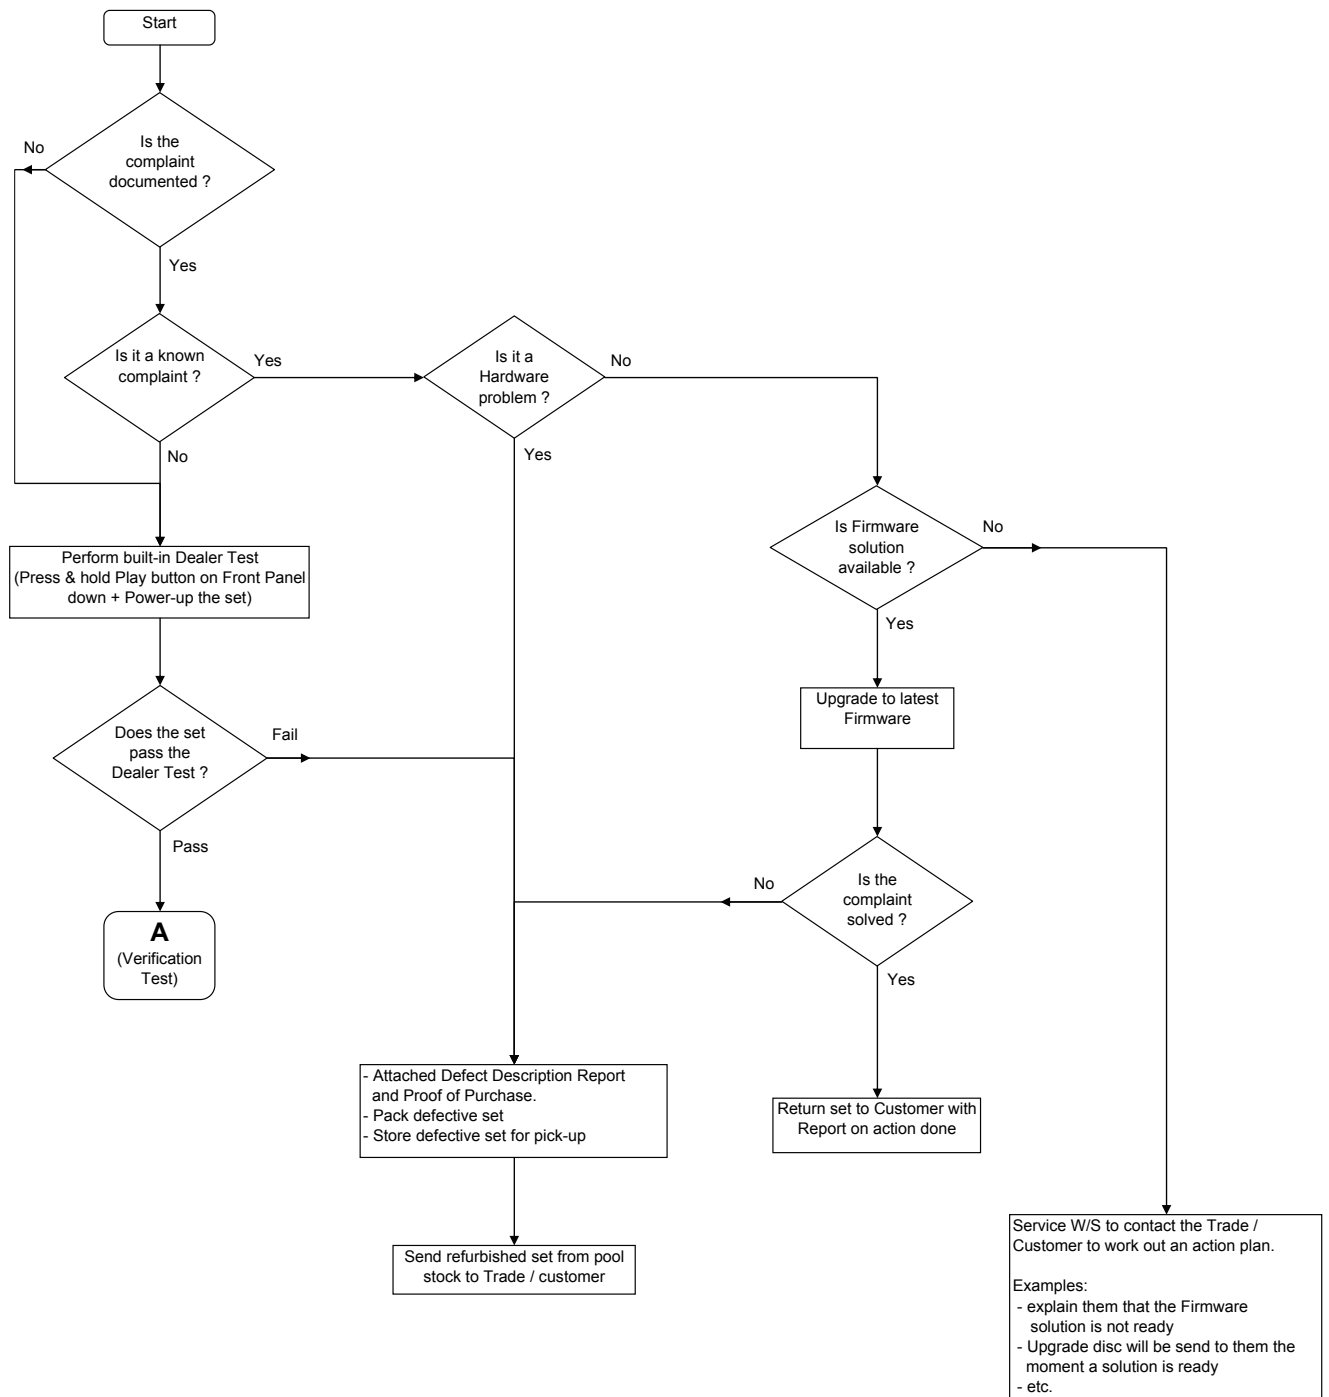 Start
Is the
complaint
documented ?
No
Yes
Is it a known
complaint ?
Yes
No
Is it a
Hardware
problem ?
No
Yes
Is Firmware
solution
available ?
No
Yes
Perform built-in Dealer Test
(Press & hold Play button on Front Panel
down + Power-up the set)
Upgrade to latest
Firmware
Does the set
pass the
Dealer Test ?
Fail
Pass
Is the
complaint
solved ?
No
Yes
A
(Verification
Test)
- Attached Defect Description Report
and Proof of Purchase.
- Pack defective set
- Store defective set for pick-up
Return set to Customer with
Report on action done
Send refurbished set from pool
stock to Trade / customer
Service W/S to contact the Trade /
Customer to work out an action plan.
Examples:
- explain them that the Firmware
solution is not ready
- Upgrade disc will be send to them the
moment a solution is ready
- etc.